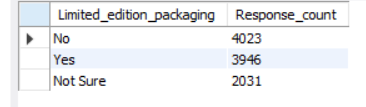 Limited_edition_packaging Response_count
No 4023
Yes 3946
Not Sure 2031